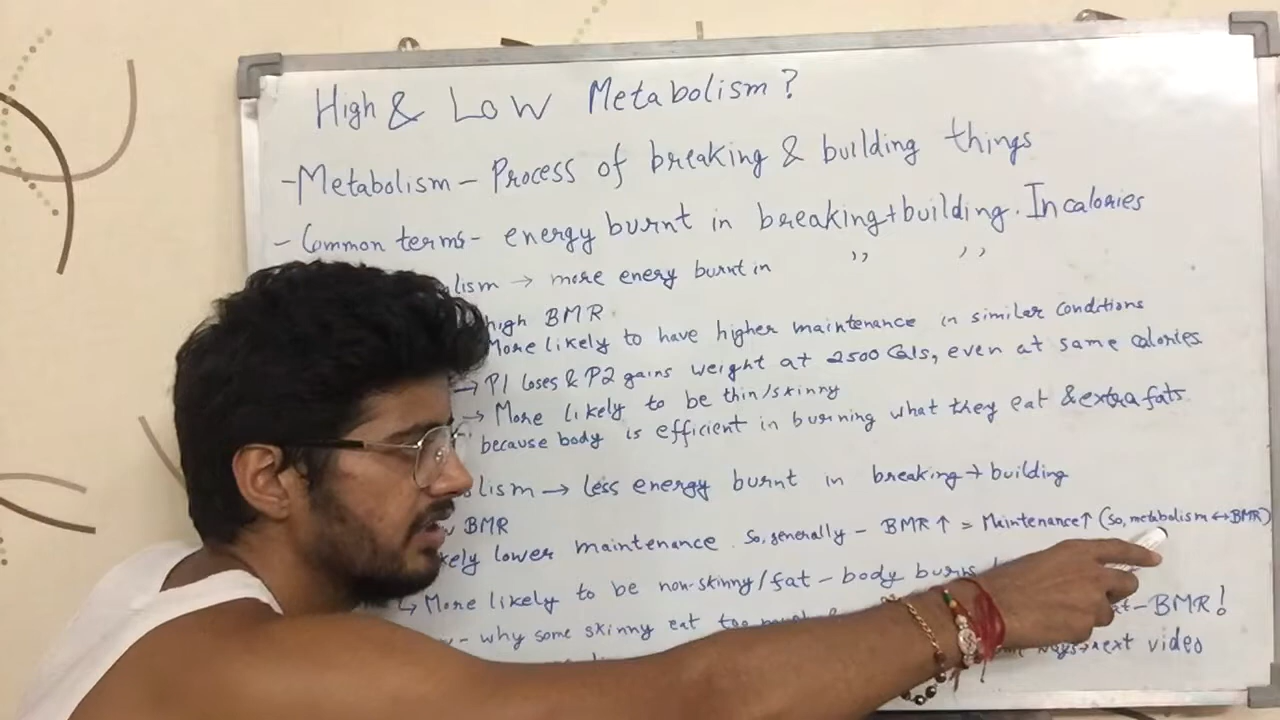 High & Low Metabolism?
-Metabolism - Process of breaking & building things
- Common terms- energy burnt in breaking+building. In calories
lism → more enery burnt in ,, ,,
high BMR
More likely to have higher maintenance in similar conditions
→ P1 loses & P2 gains weight at 2500 Cals, even at same calories
→ More likely to be thin/skinny
because body is efficient in burning what they eat & extra fats
lism → less energy burnt in breaking + building
BMR
kely lower maintenance. So, generally - BMR↑ = Maintenance↑ (So, metabolism ↔ BMR)
↳ More likely to be non-skinny/fat - body burns
- why some skinny eat too - BMR!
next video